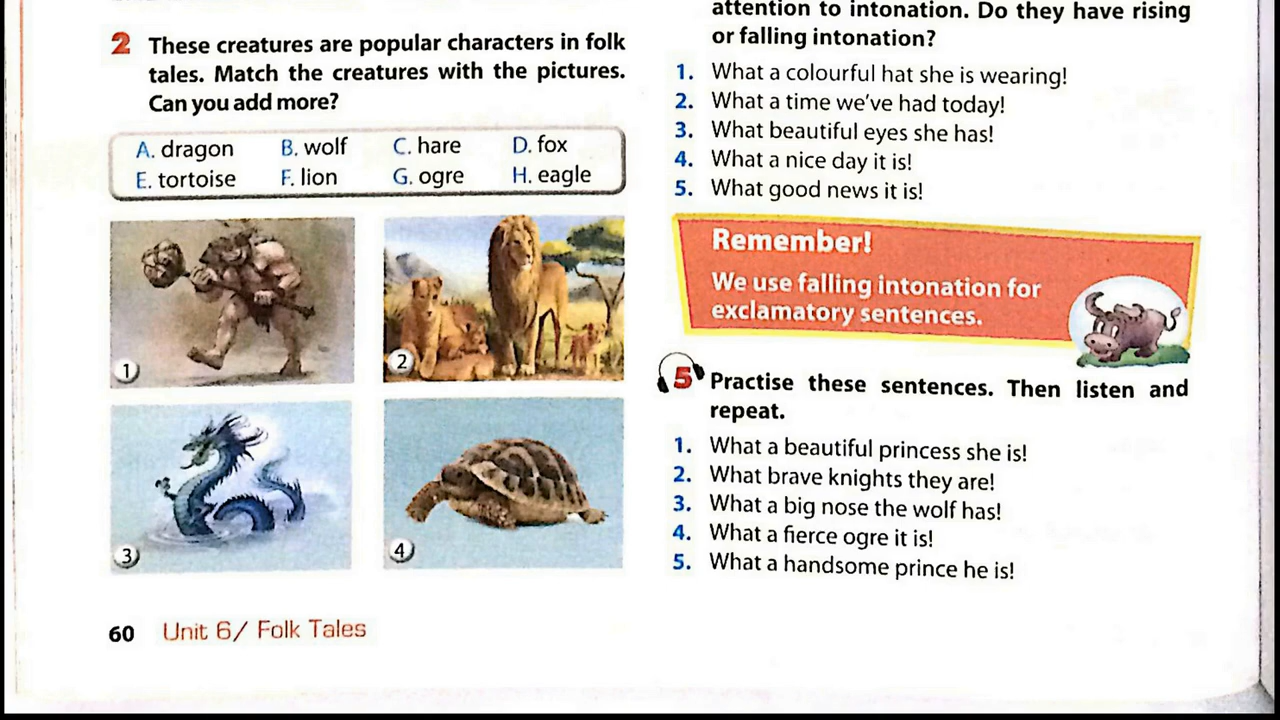 2 These creatures are popular characters in folk
tales. Match the creatures with the pictures.
Can you add more?
A. dragon B. wolf C. hare D. fox
E. tortoise F. lion G. ogre H. eagle
1
2
3
4
60 Unit 6/ Folk Tales
attention to intonation. Do they have rising
or falling intonation?
1. What a colourful hat she is wearing!
2. What a time we've had today!
3. What beautiful eyes she has!
4. What a nice day it is!
5. What good news it is!
Remember!
We use falling intonation for
exclamatory sentences.
5 Practise these sentences. Then listen and
repeat.
1. What a beautiful princess she is!
2. What brave knights they are!
3. What a big nose the wolf has!
4. What a fierce ogre it is!
5. What a handsome prince he is!